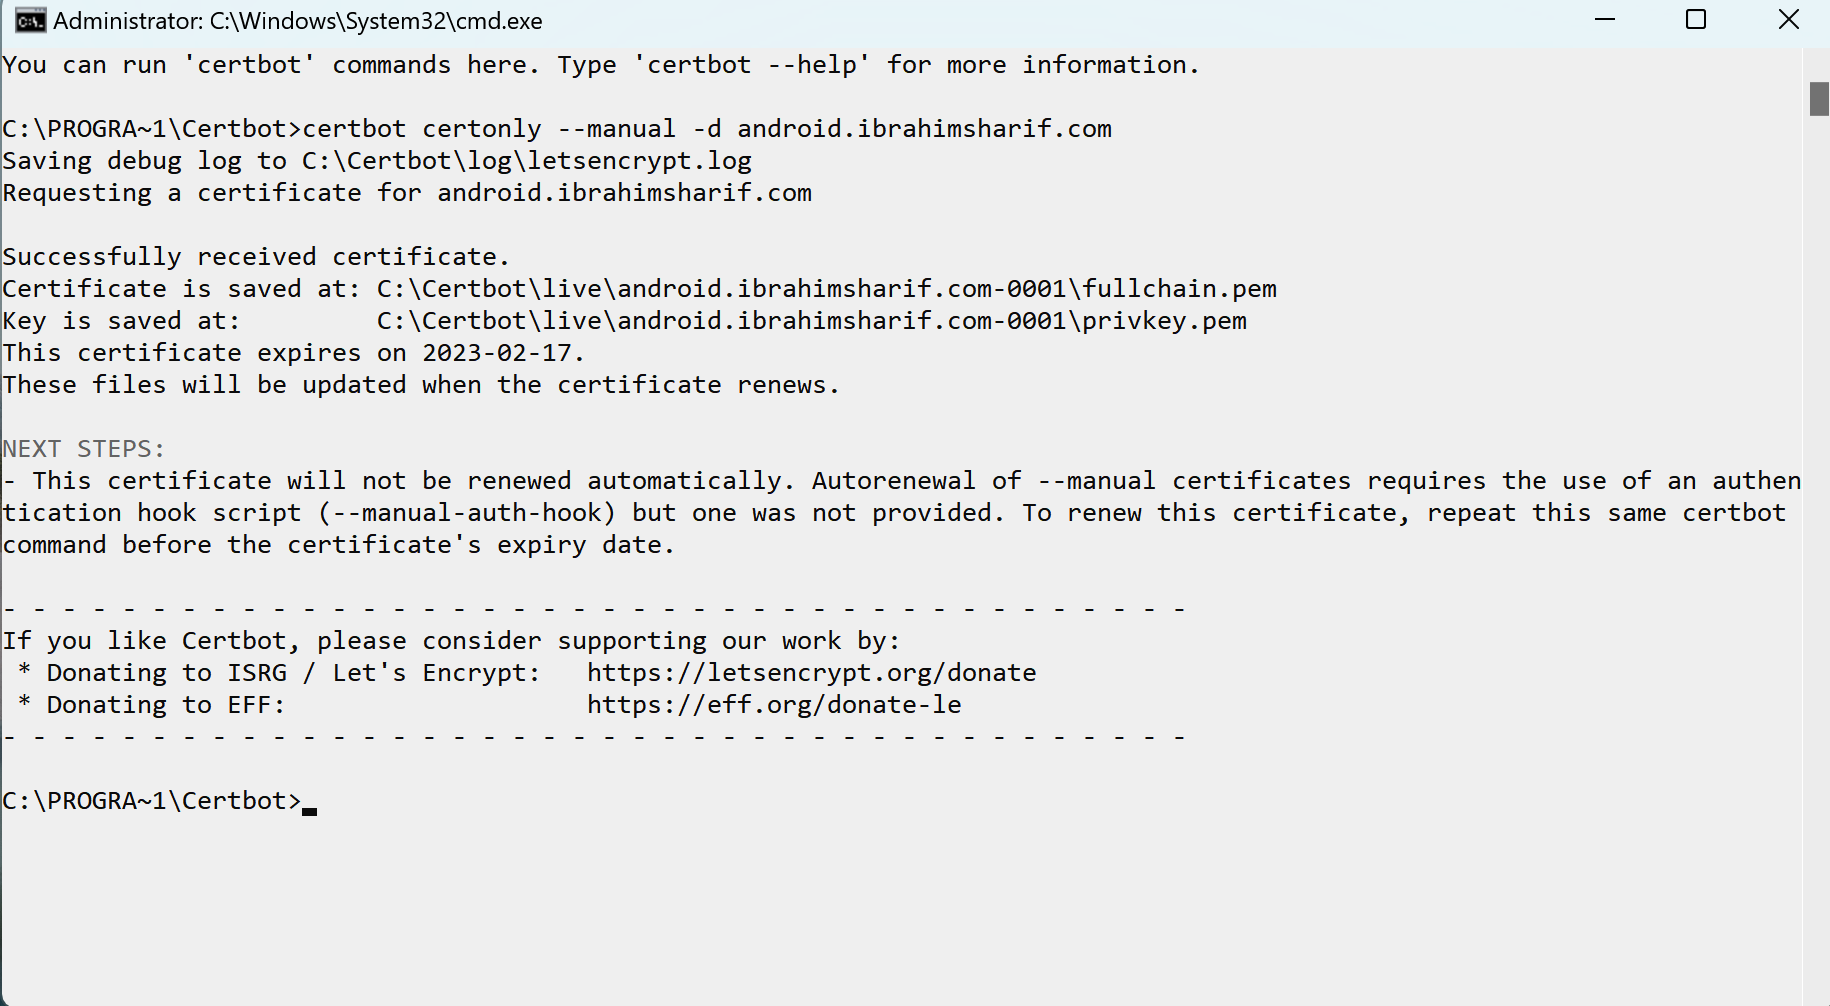 Administrator: C:\Windows\System32\cmd.exe
You can run 'certbot' commands here. Type 'certbot --help' for more information.
C:\PROGRA~1\Certbot>certbot certonly --manual -d android.ibrahimsharif.com
Saving debug log to C:\Certbot\log\letsencrypt.log
Requesting a certificate for android.ibrahimsharif.com
Successfully received certificate.
Certificate is saved at: C:\Certbot\live\android.ibrahimsharif.com-0001\fullchain.pem
Key is saved at:         C:\Certbot\live\android.ibrahimsharif.com-0001\privkey.pem
This certificate expires on 2023-02-17.
These files will be updated when the certificate renews.
NEXT STEPS:
- This certificate will not be renewed automatically. Autorenewal of --manual certificates requires the use of an authen
tication hook script (--manual-auth-hook) but one was not provided. To renew this certificate, repeat this same certbot
command before the certificate's expiry date.
- - - - - - - - - - - - - - - - - - - - - - - - - - - - - - - - - - - - - - - -
If you like Certbot, please consider supporting our work by:
 * Donating to ISRG / Let's Encrypt:   https://letsencrypt.org/donate
 * Donating to EFF:                    https://eff.org/donate-le
- - - - - - - - - - - - - - - - - - - - - - - - - - - - - - - - - - - - - - - -
C:\PROGRA~1\Certbot>